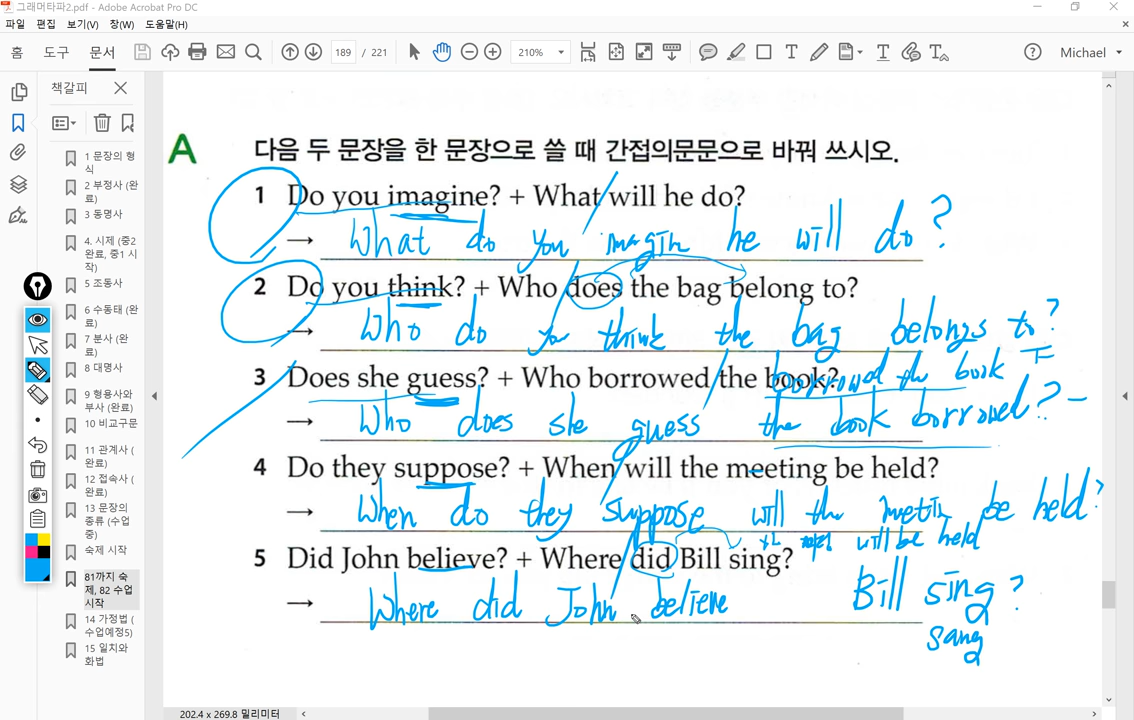 그래머타파2.pdf - Adobe Acrobat Pro DC
파일 편집 보기(V) 창(W) 도움말(H)
홈 도구 문서 189 / 221 210% Michael
책갈피
1 문장의 형식
2 부정사 (완료)
3 동명사
4. 시제 (중2 완료, 중1 시작)
5 조동사
6 수동태 (완료)
7 분사 (완료)
8 대명사
9 형용사와 부사 (완료)
10 비교구문
11 관계사 (완료)
12 접속사 (완료)
13 문장의 종류 (수업중)
숙제 시작
81까지 숙제, 82 수업시작
14 가정법 (수업예정5)
15 일치와 화법
A 다음 두 문장을 한 문장으로 쓸 때 간접의문문으로 바꿔 쓰시오.
1 Do you imagine? + What will he do?
→ What do you imagin he will do?
2 Do you think? + Who does the bag belong to?
→ Who do you think the bag belongs to?
3 Does she guess? + Who borrowed the book?
borrowed the book
→ Who does she guess the book borrowed?
4 Do they suppose? + When will the meeting be held?
→ When do they suppose will the metin be held?
will be held
5 Did John believe? + Where did Bill sing?
→ Where did John believe Bill sing?
sang
202.4 x 269.8 밀리미터